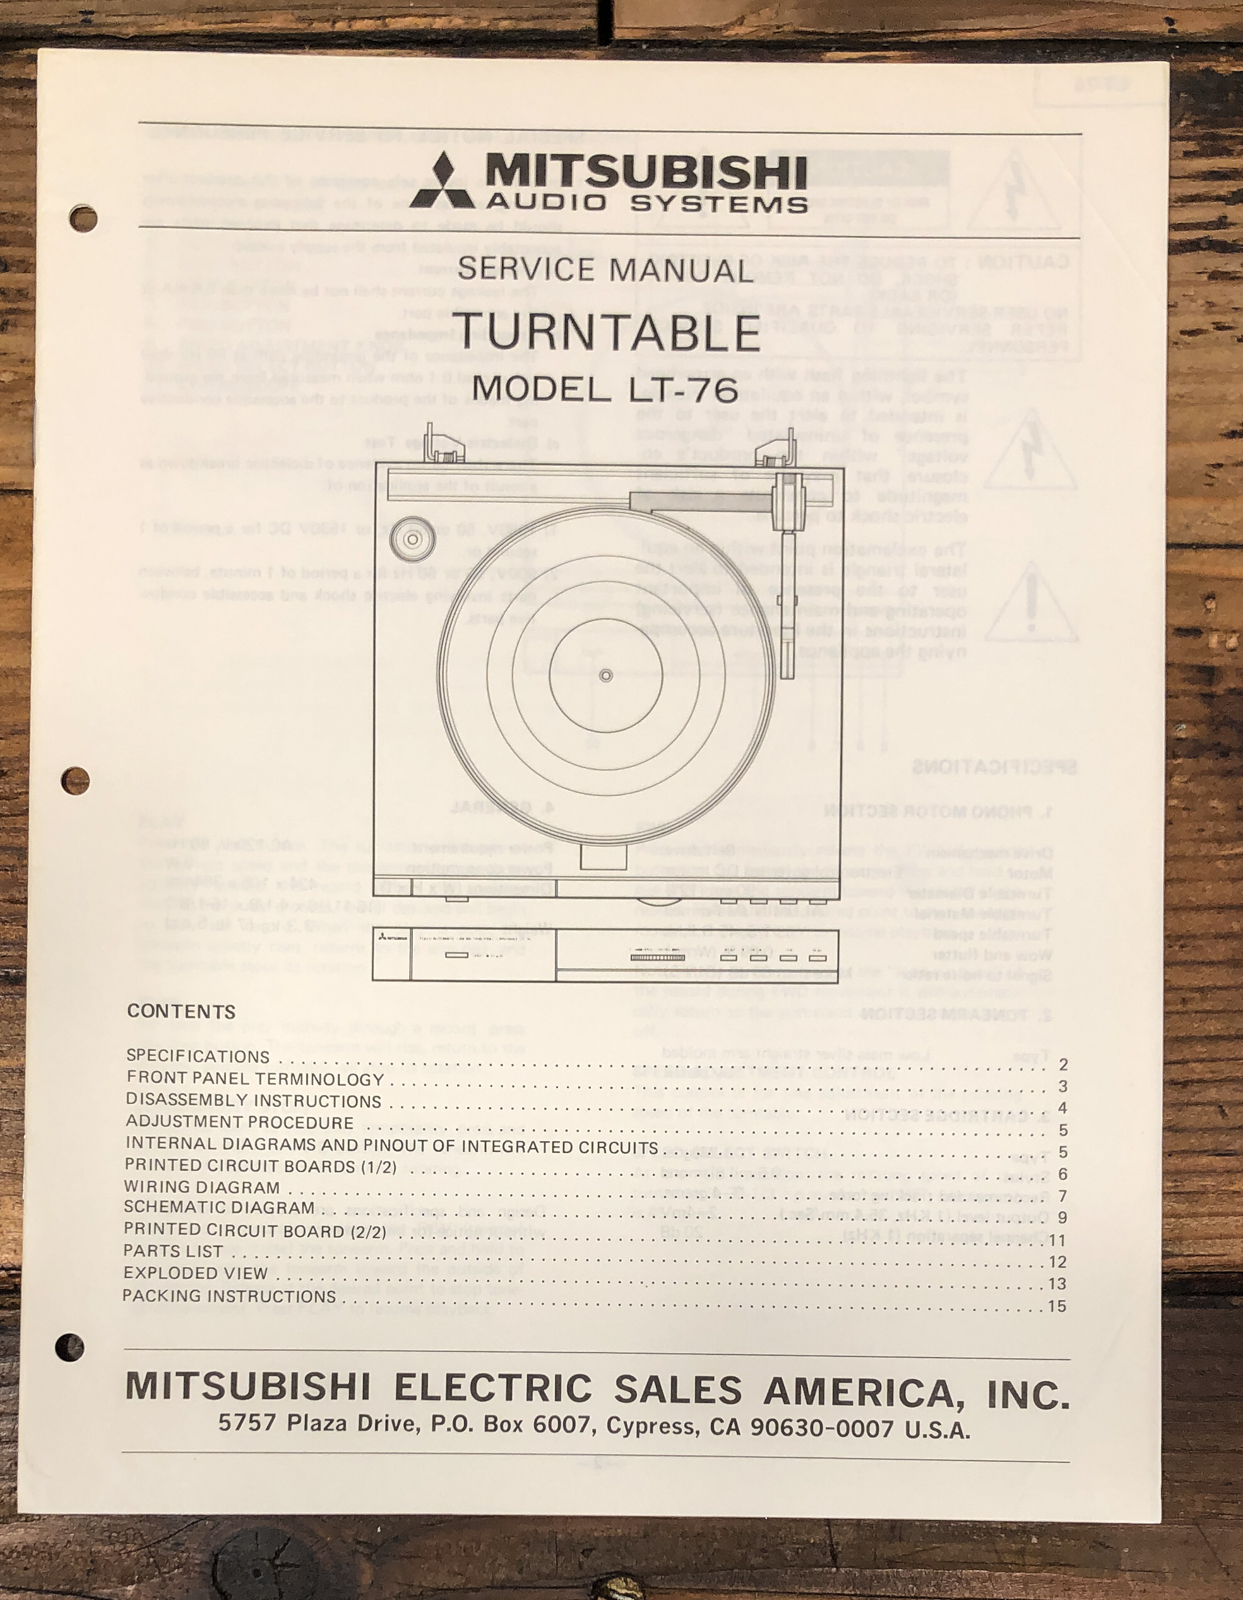 MITSUBISHI
AUDIO SYSTEMS
SERVICE MANUAL
TURNTABLE
MODEL LT-76
MITSUBISHI
CONTENTS
SPECIFICATIONS . . . . . . . . . . 2
FRONT PANEL TERMINOLOGY . . . . . . . . . . 3
DISASSEMBLY INSTRUCTIONS . . . . . . . . . . 4
ADJUSTMENT PROCEDURE . . . . . . . . . . 5
INTERNAL DIAGRAMS AND PINOUT OF INTEGRATED CIRCUITS . . . . . . . . . . 5
PRINTED CIRCUIT BOARDS (1/2) . . . . . . . . . . 6
WIRING DIAGRAM . . . . . . . . . . 7
SCHEMATIC DIAGRAM . . . . . . . . . . 9
PRINTED CIRCUIT BOARD (2/2) . . . . . . . . . . 11
PARTS LIST . . . . . . . . . . 12
EXPLODED VIEW . . . . . . . . . . 13
PACKING INSTRUCTIONS . . . . . . . . . . 15
MITSUBISHI ELECTRIC SALES AMERICA, INC.
5757 Plaza Drive, P.O. Box 6007, Cypress, CA 90630-0007 U.S.A.